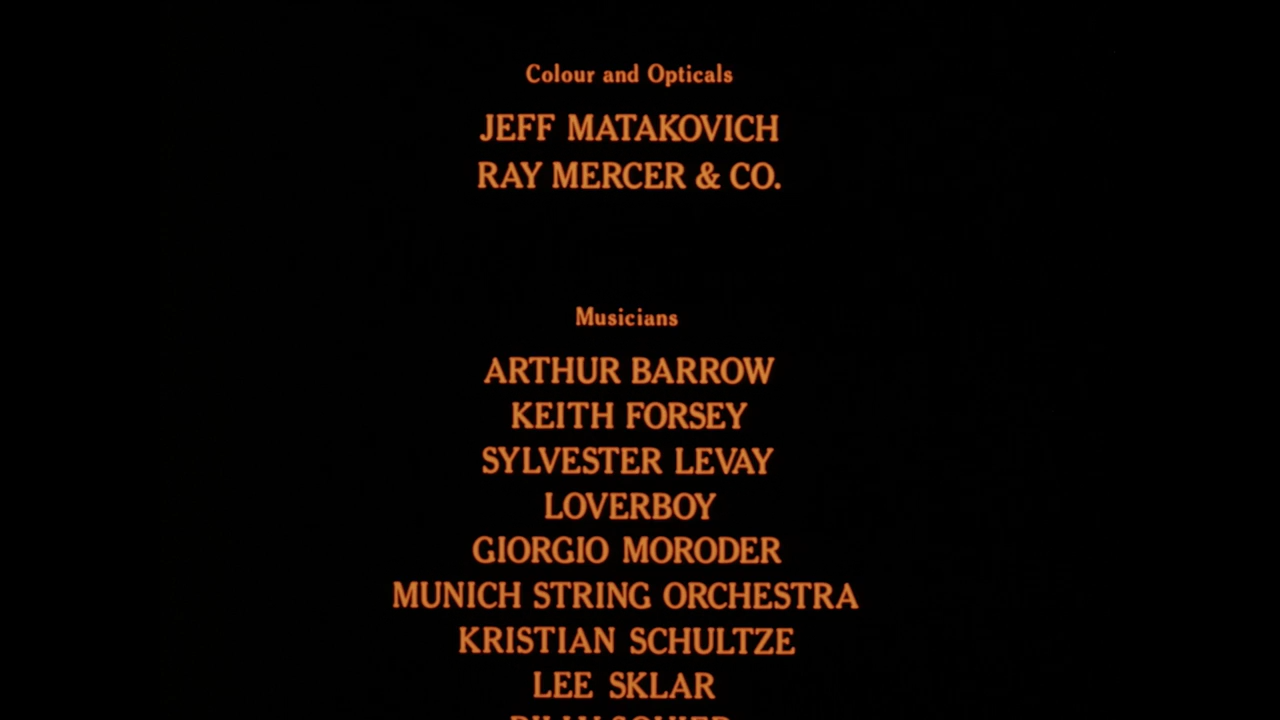 Colour and Opticals
JEFF MATAKOVICH
RAY MERCER & CO.
Musicians
ARTHUR BARROW
KEITH FORSEY
SYLVESTER LEVAY
LOVERBOY
GIORGIO MORODER
MUNICH STRING ORCHESTRA
KRISTIAN SCHULTZE
LEE SKLAR